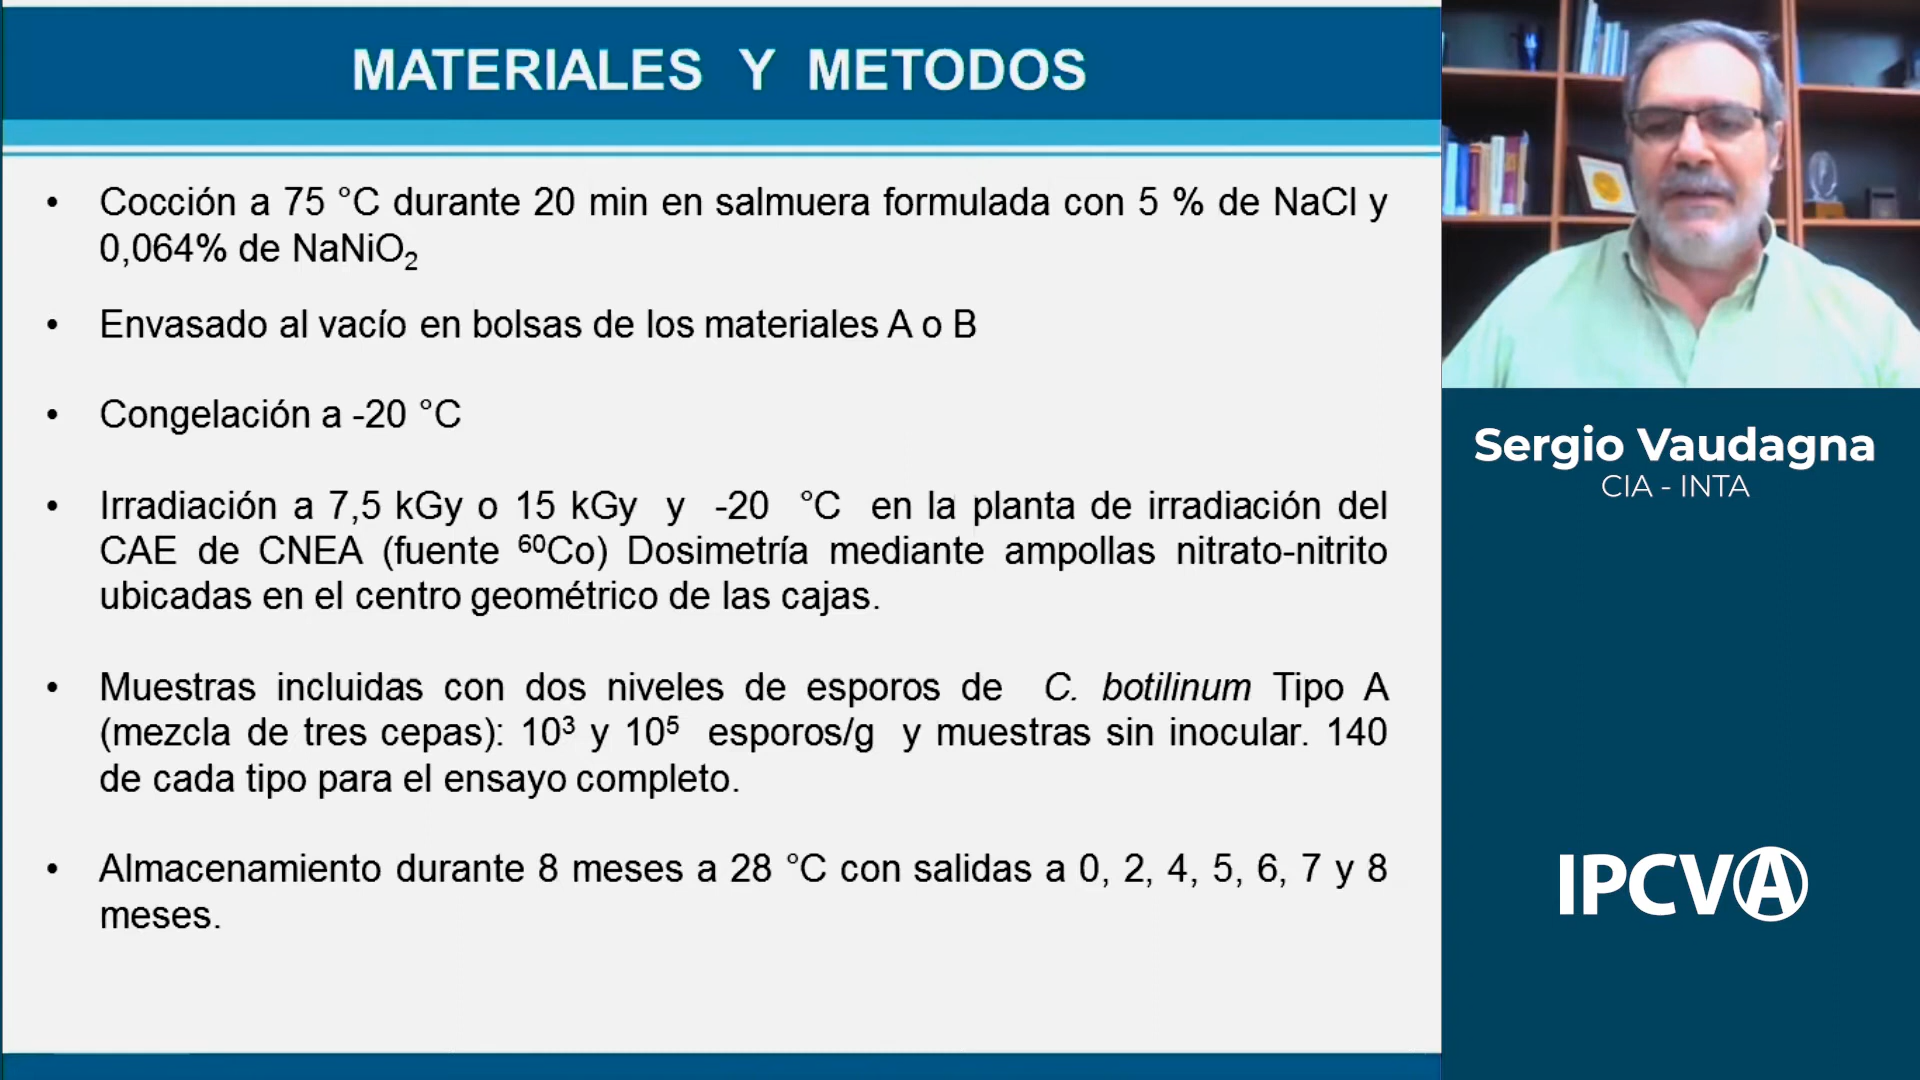 MATERIALES Y METODOS
• Cocción a 75 °C durante 20 min en salmuera formulada con 5 % de NaCl y
0,064% de NaNiO₂
• Envasado al vacío en bolsas de los materiales A o B
• Congelación a -20 °C
• Irradiación a 7,5 kGy o 15 kGy y -20 °C en la planta de irradiación del
CAE de CNEA (fuente ⁶⁰Co) Dosimetría mediante ampollas nitrato-nitrito
ubicadas en el centro geométrico de las cajas.
• Muestras incluidas con dos niveles de esporos de C. botilinum Tipo A
(mezcla de tres cepas): 10³ y 10⁵ esporos/g y muestras sin inocular. 140
de cada tipo para el ensayo completo.
• Almacenamiento durante 8 meses a 28 °C con salidas a 0, 2, 4, 5, 6, 7 y 8
meses.
Sergio Vaudagna
CIA - INTA
IPCVA